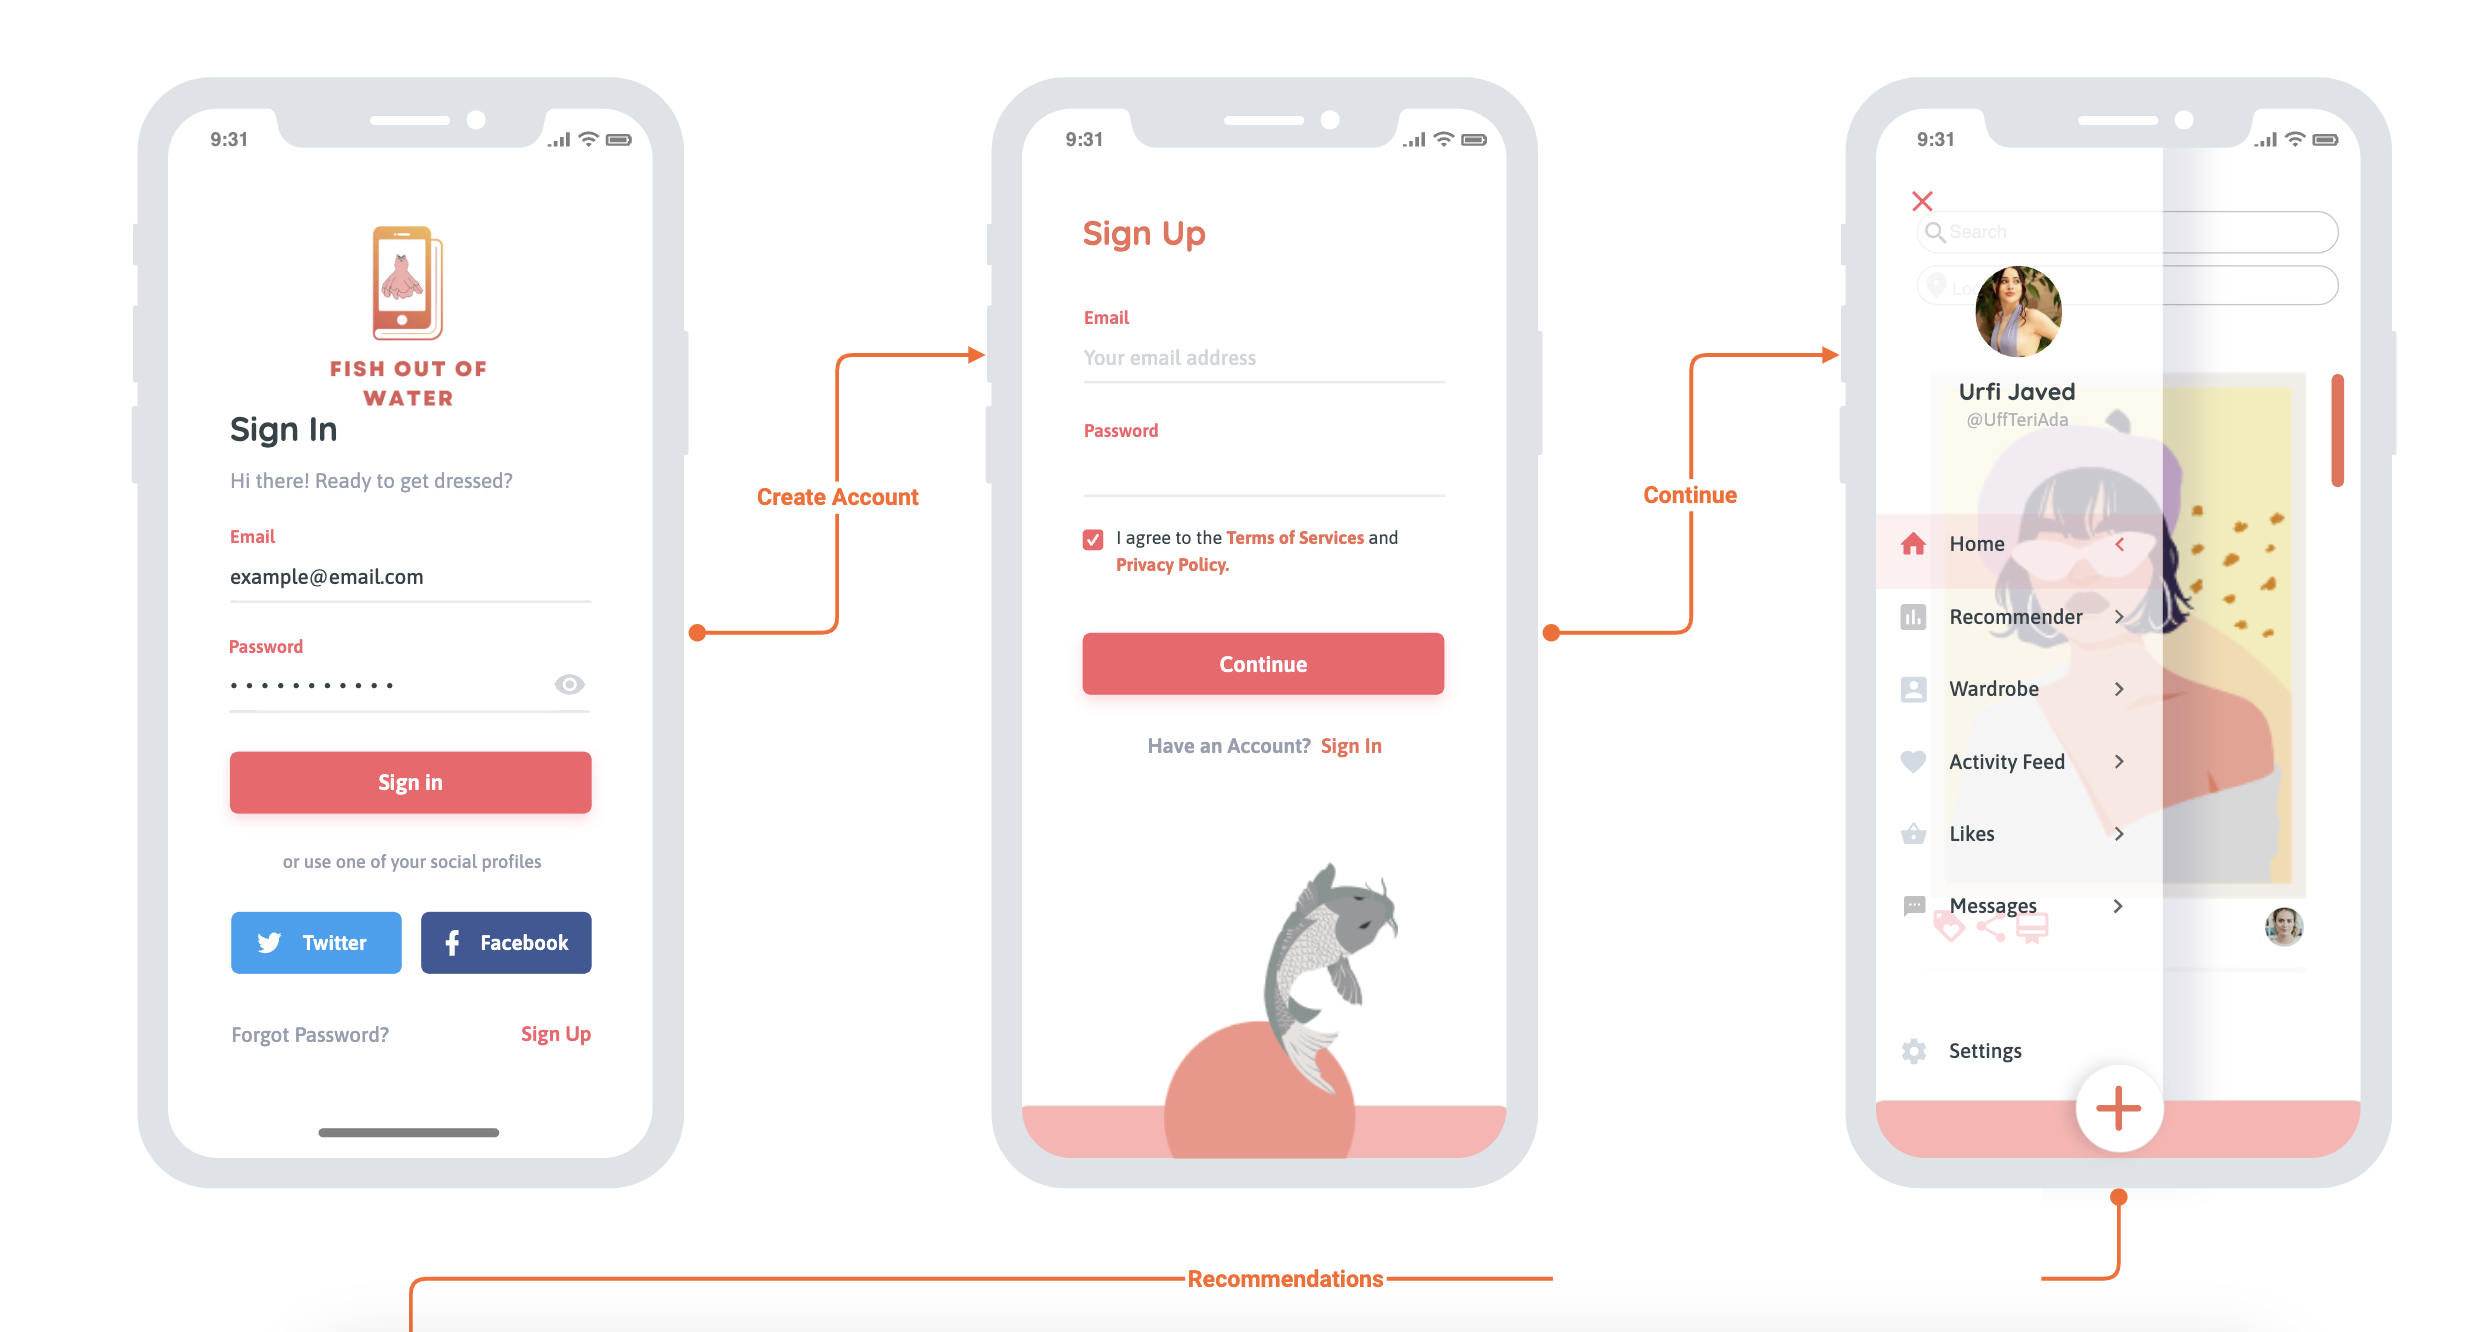 9:31
FISH OUT OF
WATER
Sign In
Hi there! Ready to get dressed?
Email
example@email.com
Password
Sign in
or use one of your social profiles
Twitter
Facebook
Forgot Password?
Sign Up
Create Account
9:31
Sign Up
Email
Your email address
Password
I agree to the Terms of Services and
Privacy Policy.
Continue
Have an Account? Sign In
Continue
9:31
Search
Urfi Javed
@UffTeriAda
Home
Recommender
Wardrobe
Activity Feed
Likes
Messages
Settings
Recommendations